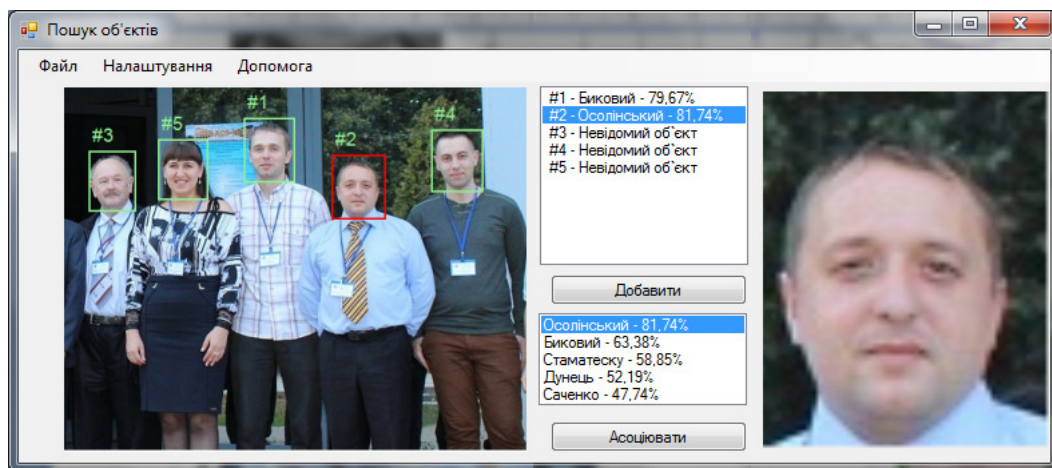 Пошук об'єктів
Файл Налаштування Допомога
#1
#2
#3
#4
#5
#1 - Биковий - 79,67%
#2 - Осолінський - 81,74%
#3 - Невідомий об`єкт
#4 - Невідомий об`єкт
#5 - Невідомий об`єкт
Добавити
Осолінський - 81,74%
Биковий - 63,38%
Стаматеску - 58,85%
Дунець - 52,19%
Саченко - 47,74%
Асоціювати